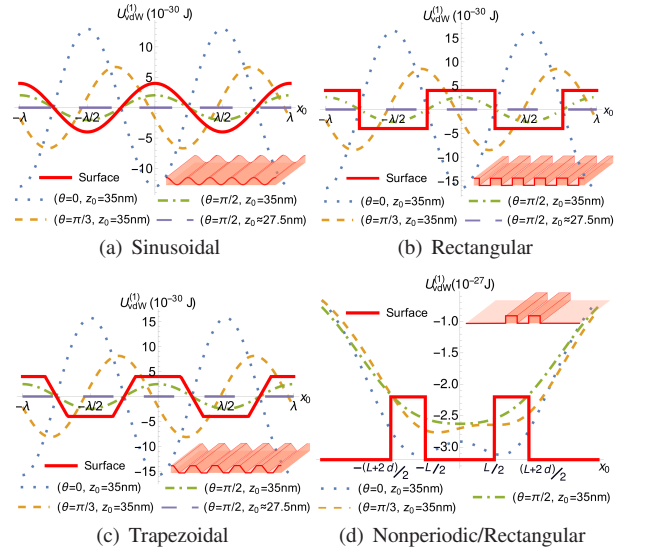 U_vdW^(1) (10^−30 J)
15
10
5
−5
−10
−λ
−λ/2
λ/2
λ
x_0
Surface
(θ=0, z_0=35nm)
(θ=π/2, z_0=35nm)
(θ=π/3, z_0=35nm)
(θ=π/2, z_0≈27.5nm)
(a) Sinusoidal
U_vdW^(1) (10^−30 J)
15
10
5
−5
−10
−15
−λ
−λ/2
λ/2
λ
x_0
Surface
(θ=0, z_0=35nm)
(θ=π/2, z_0=35nm)
(θ=π/3, z_0=35nm)
(θ=π/2, z_0≈27.5nm)
(b) Rectangular
U_vdW^(1) (10^−30 J)
15
10
5
−5
−10
−15
−λ
−λ/2
λ/2
λ
x_0
Surface
(θ=0, z_0=35nm)
(θ=π/2, z_0=35nm)
(θ=π/3, z_0=35nm)
(θ=π/2, z_0≈27.5nm)
(c) Trapezoidal
U_vdW^(1) (10^−27 J)
Surface
−1.0
−1.5
−2.0
−2.5
−3.0
−(L+2 d)/2
−L/2
L/2
(L+2 d)/2
x_0
(θ=0, z_0=35nm)
(θ=π/2, z_0=35nm)
(θ=π/3, z_0=35nm)
(d) Nonperiodic/Rectangular